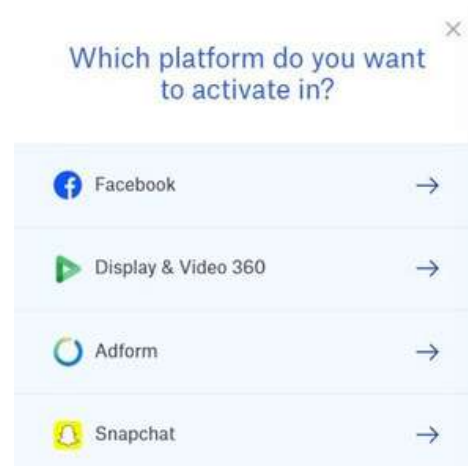 Which platform do you want
to activate in?
Facebook
Display & Video 360
Adform
Snapchat